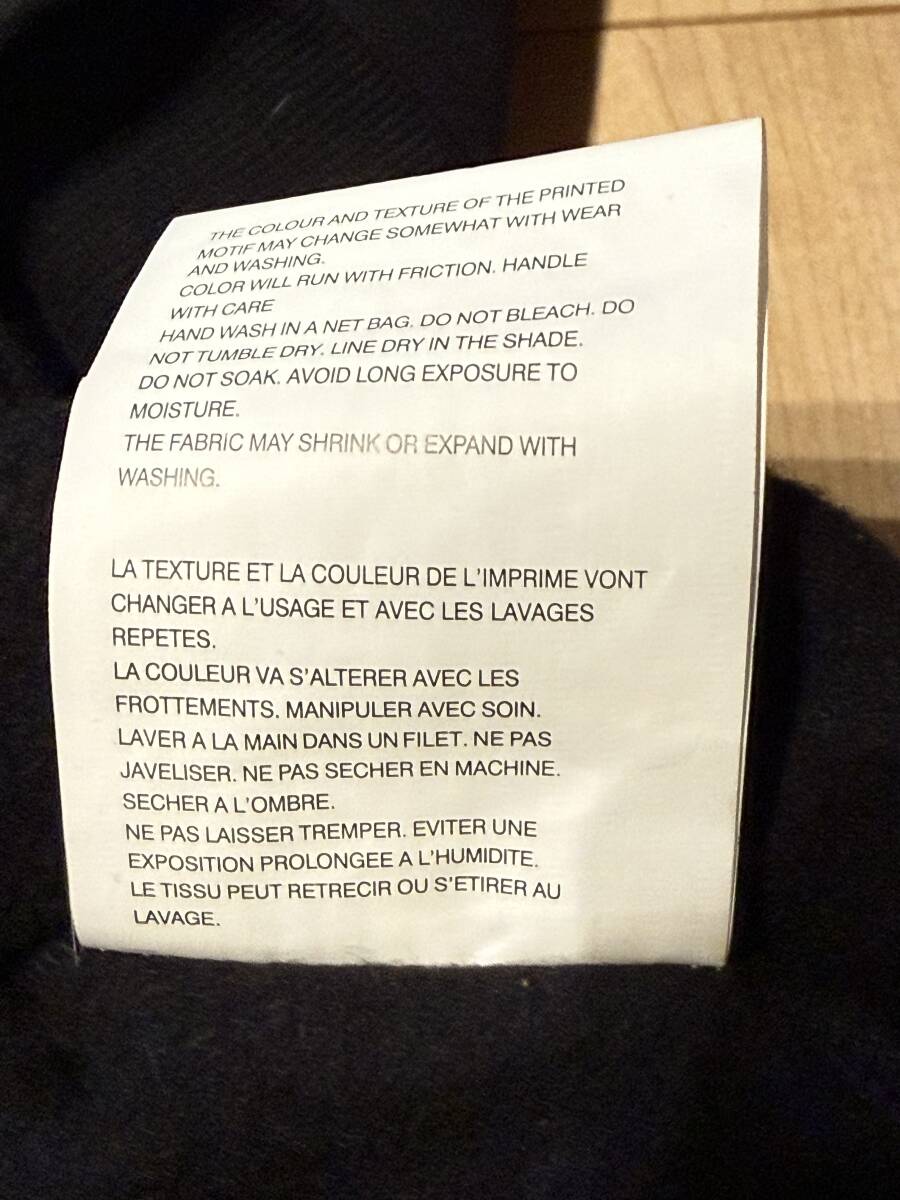 THE COLOUR AND TEXTURE OF THE PRINTED
MOTIF MAY CHANGE SOMEWHAT WITH WEAR
AND WASHING.
COLOR WILL RUN WITH FRICTION. HANDLE
WITH CARE
HAND WASH IN A NET BAG. DO NOT BLEACH. DO
NOT TUMBLE DRY. LINE DRY IN THE SHADE.
DO NOT SOAK. AVOID LONG EXPOSURE TO
MOISTURE.
THE FABRIC MAY SHRINK OR EXPAND WITH
WASHING.
LA TEXTURE ET LA COULEUR DE L'IMPRIME VONT
CHANGER A L'USAGE ET AVEC LES LAVAGES
REPETES.
LA COULEUR VA S'ALTERER AVEC LES
FROTTEMENTS. MANIPULER AVEC SOIN.
LAVER A LA MAIN DANS UN FILET. NE PAS
JAVELISER. NE PAS SECHER EN MACHINE.
SECHER A L'OMBRE.
NE PAS LAISSER TREMPER. EVITER UNE
EXPOSITION PROLONGEE A L'HUMIDITE.
LE TISSU PEUT RETRECIR OU S'ETIRER AU
LAVAGE.